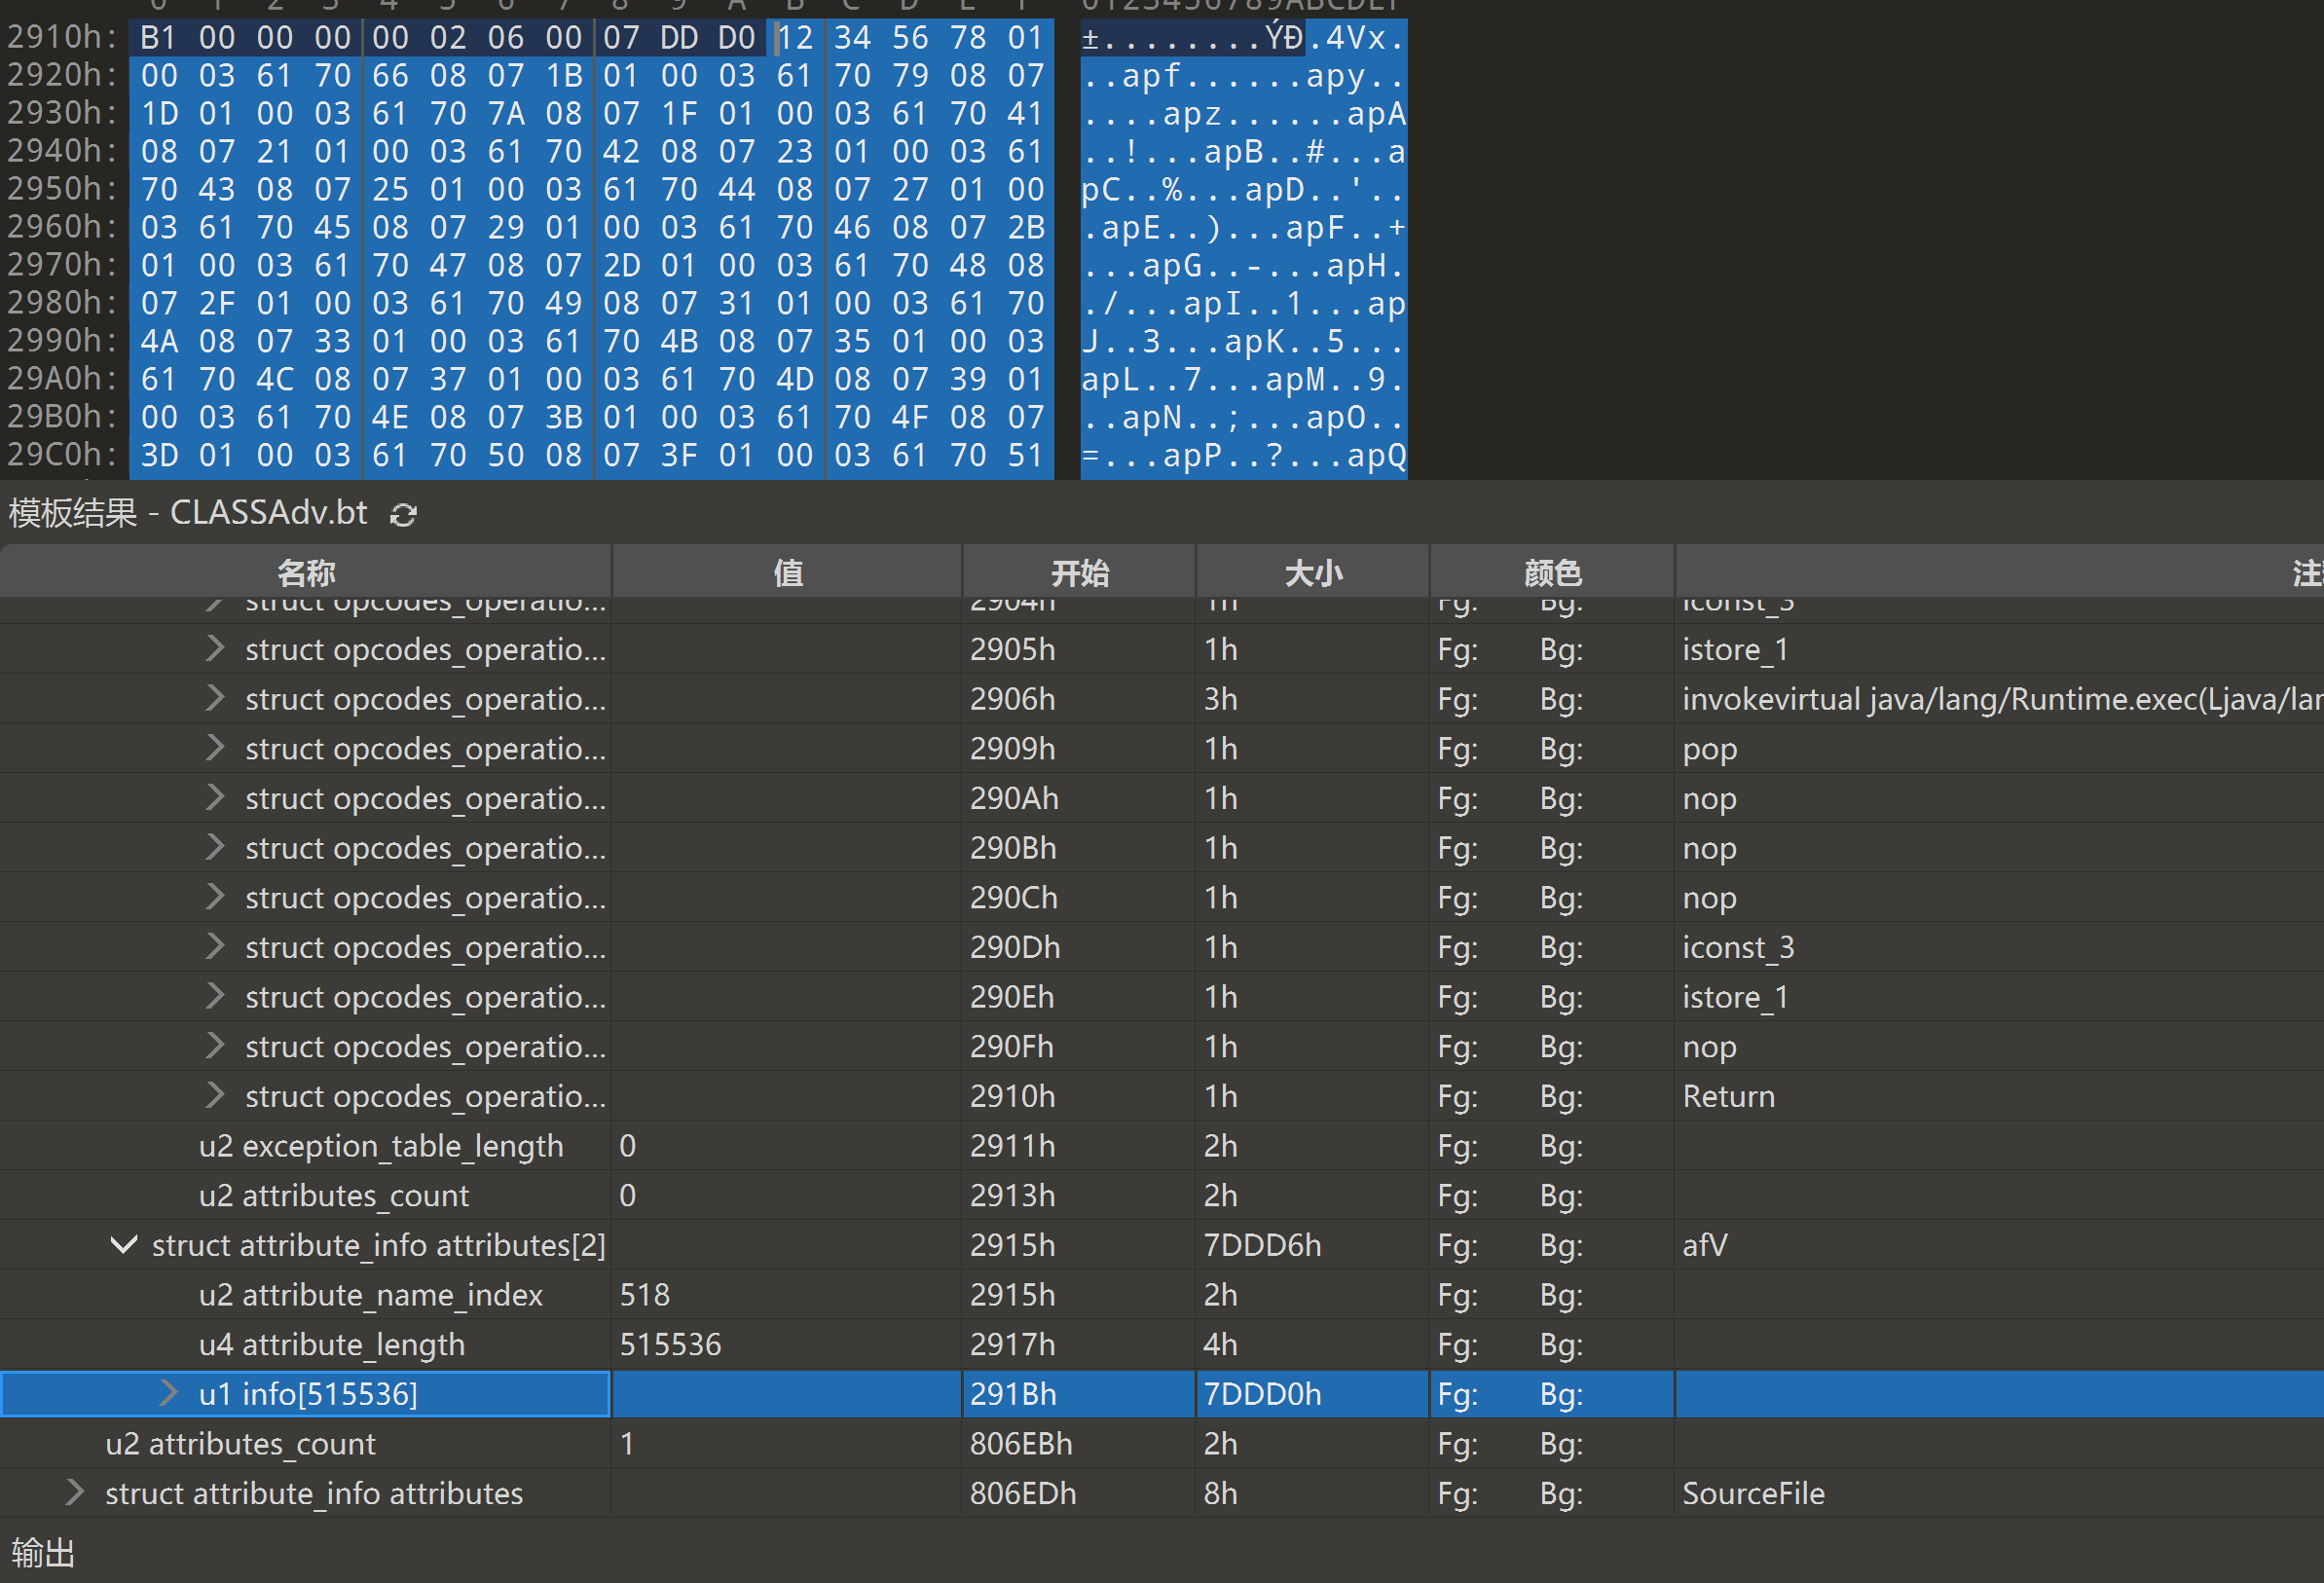 0 1 2 3 4 5 6 7 8 9 A B C D E F 0123456789ABCDEF
2910h: B1 00 00 00 00 02 06 00 07 DD D0 12 34 56 78 01 ±........ÝÐ.4Vx.
2920h: 00 03 61 70 66 08 07 1B 01 00 03 61 70 79 08 07 ..apf......apy..
2930h: 1D 01 00 03 61 70 7A 08 07 1F 01 00 03 61 70 41 ....apz......apA
2940h: 08 07 21 01 00 03 61 70 42 08 07 23 01 00 03 61 ..!...apB..#...a
2950h: 70 43 08 07 25 01 00 03 61 70 44 08 07 27 01 00 pC..%...apD..'..
2960h: 03 61 70 45 08 07 29 01 00 03 61 70 46 08 07 2B .apE..)...apF..+
2970h: 01 00 03 61 70 47 08 07 2D 01 00 03 61 70 48 08 ...apG..-...apH.
2980h: 07 2F 01 00 03 61 70 49 08 07 31 01 00 03 61 70 ./...apI..1...ap
2990h: 4A 08 07 33 01 00 03 61 70 4B 08 07 35 01 00 03 J..3...apK..5...
29A0h: 61 70 4C 08 07 37 01 00 03 61 70 4D 08 07 39 01 apL..7...apM..9.
29B0h: 00 03 61 70 4E 08 07 3B 01 00 03 61 70 4F 08 07 ..apN..;...apO..
29C0h: 3D 01 00 03 61 70 50 08 07 3F 01 00 03 61 70 51 =...apP..?...apQ
模板结果 - CLASSAdv.bt
名称 值 开始 大小 颜色 注
struct opcodes_operatio... 2904h 1h Fg: Bg: iconst_3
struct opcodes_operatio... 2905h 1h Fg: Bg: istore_1
struct opcodes_operatio... 2906h 3h Fg: Bg: invokevirtual java/lang/Runtime.exec(Ljava/lan
struct opcodes_operatio... 2909h 1h Fg: Bg: pop
struct opcodes_operatio... 290Ah 1h Fg: Bg: nop
struct opcodes_operatio... 290Bh 1h Fg: Bg: nop
struct opcodes_operatio... 290Ch 1h Fg: Bg: nop
struct opcodes_operatio... 290Dh 1h Fg: Bg: iconst_3
struct opcodes_operatio... 290Eh 1h Fg: Bg: istore_1
struct opcodes_operatio... 290Fh 1h Fg: Bg: nop
struct opcodes_operatio... 2910h 1h Fg: Bg: Return
u2 exception_table_length 0 2911h 2h Fg: Bg:
u2 attributes_count 0 2913h 2h Fg: Bg:
struct attribute_info attributes[2] 2915h 7DDD6h Fg: Bg: afV
u2 attribute_name_index 518 2915h 2h Fg: Bg:
u4 attribute_length 515536 2917h 4h Fg: Bg:
u1 info[515536] 291Bh 7DDD0h Fg: Bg:
u2 attributes_count 1 806EBh 2h Fg: Bg:
struct attribute_info attributes 806EDh 8h Fg: Bg: SourceFile
输出